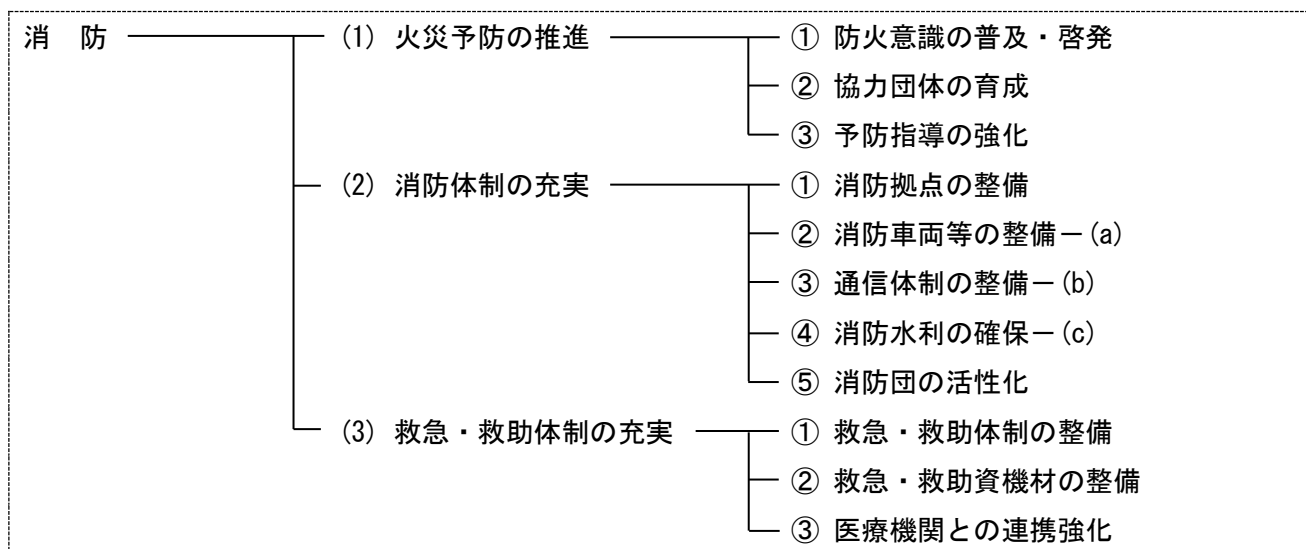 消　防　(1) 火災予防の推進　① 防火意識の普及・啓発
② 協力団体の育成
③ 予防指導の強化
(2) 消防体制の充実　① 消防拠点の整備
② 消防車両等の整備－(a)
③ 通信体制の整備－(b)
④ 消防水利の確保－(c)
⑤ 消防団の活性化
(3) 救急・救助体制の充実　① 救急・救助体制の整備
② 救急・救助資機材の整備
③ 医療機関との連携強化